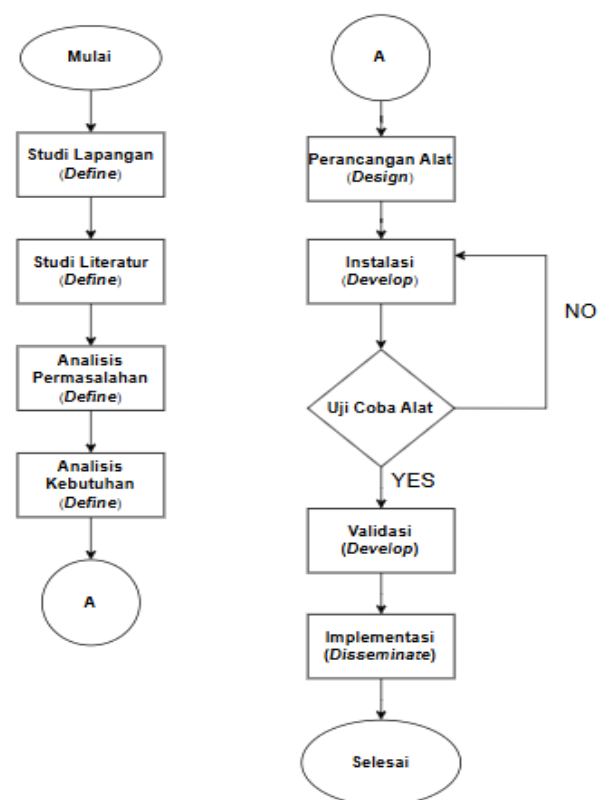 Mulai
Studi Lapangan
(Define)
Studi Literatur
(Define)
Analisis
Permasalahan
(Define)
Analisis
Kebutuhan
(Define)
A
A
Perancangan Alat
(Design)
Instalasi
(Develop)
NO
Uji Coba Alat
YES
Validasi
(Develop)
Implementasi
(Disseminate)
Selesai